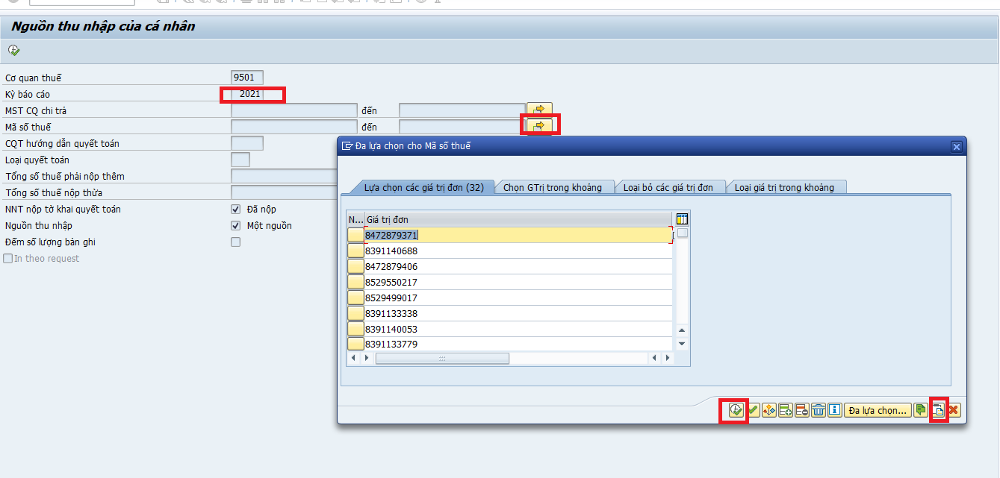 Nguồn thu nhập của cá nhân
Cơ quan thuế 9501
Kỳ báo cáo 2021
MST CQ chi trả đến
Mã số thuế đến
CQT hướng dẫn quyết toán
Loại quyết toán
Tổng số thuế phải nộp thêm
Tổng số thuế nộp thừa
NNT nộp tờ khai quyết toán Đã nộp
Nguồn thu nhập Một nguồn
Đếm số lượng bản ghi
In theo request
Đa lựa chọn cho Mã số thuế
Lựa chọn các giá trị đơn (32) Chọn GTrị trong khoảng Loại bỏ các giá trị đơn Loại giá trị trong khoảng
N... Giá trị đơn
8472879371
8391140688
8472879406
8529550217
8529499017
8391133338
8391140053
8391133779
Đa lựa chọn...